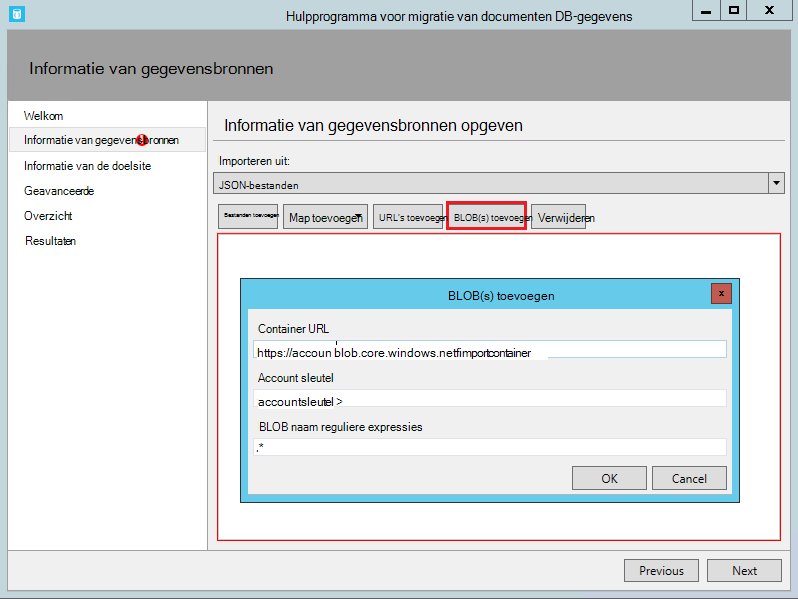 Hulpprogramma voor migratie van documenten DB-gegevens
Informatie van gegevensbronnen
Welkom
Informatie van gegevensbronnen
Informatie van de doelsite
Geavanceerde
Overzicht
Resultaten
Informatie van gegevensbronnen opgeven
Importeren uit:
JSON-bestanden
Bestanden toevoegen Map toevoegen URL's toevoegen BLOB(s) toevoegen Verwijderen
BLOB(s) toevoegen x
Container URL
https://accoun blob.core.windows.netfimportcontainer
Account sleutel
accountsleutel >
BLOB naam reguliere expressies
.*
OK Cancel
Previous Next